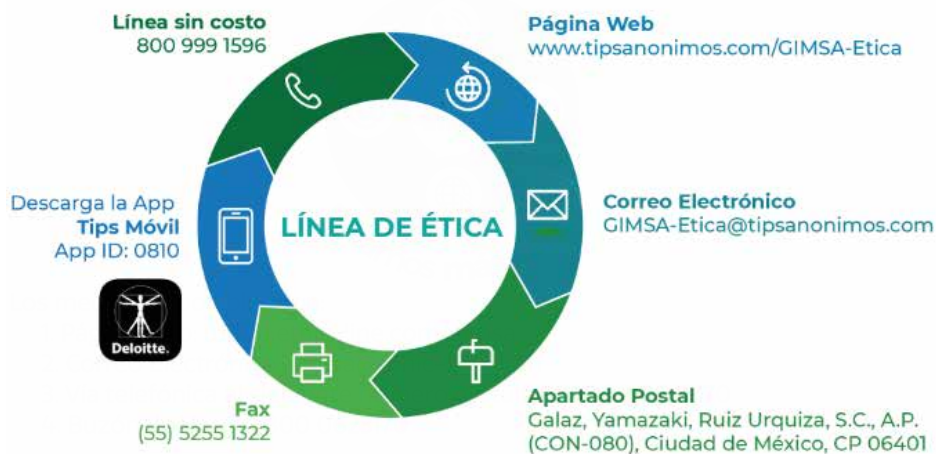 Línea sin costo
800 999 1596
Página Web
www.tipsanonimos.com/GIMSA-Etica
Descarga la App
Tips Móvil
App ID: 0810
Deloitte.
LÍNEA DE ÉTICA
Correo Electrónico
GIMSA-Etica@tipsanonimos.com
Fax
(55) 5255 1322
Apartado Postal
Galaz, Yamazaki, Ruiz Urquiza, S.C., A.P.
(CON-080), Ciudad de México, CP 06401